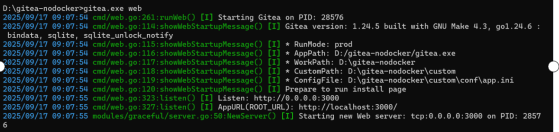 D:\gitea-nodocker>gitea.exe web
2025/09/17 09:07:54 cmd/web.go:261:runWeb() [I] Starting Gitea on PID: 28576
2025/09/17 09:07:54 cmd/web.go:114:showWebStartupMessage() [I] Gitea version: 1.24.5 built with GNU Make 4.3, go1.24.6 :
bindata, sqlite, sqlite_unlock_notify
2025/09/17 09:07:54 cmd/web.go:115:showWebStartupMessage() [I] * RunMode: prod
2025/09/17 09:07:54 cmd/web.go:116:showWebStartupMessage() [I] * AppPath: D:/gitea-nodocker/gitea.exe
2025/09/17 09:07:54 cmd/web.go:117:showWebStartupMessage() [I] * WorkPath: D:\gitea-nodocker
2025/09/17 09:07:54 cmd/web.go:118:showWebStartupMessage() [I] * CustomPath: D:\gitea-nodocker\custom
2025/09/17 09:07:54 cmd/web.go:119:showWebStartupMessage() [I] * ConfigFile: D:\gitea-nodocker\custom\conf\app.ini
2025/09/17 09:07:54 cmd/web.go:120:showWebStartupMessage() [I] Prepare to run install page
2025/09/17 09:07:55 cmd/web.go:323:listen() [I] Listen: http://0.0.0.0:3000
2025/09/17 09:07:55 cmd/web.go:327:listen() [I] AppURL(ROOT_URL): http://localhost:3000/
2025/09/17 09:07:55 modules/graceful/server.go:50:NewServer() [I] Starting new Web server: tcp:0.0.0.0:3000 on PID: 2857
6